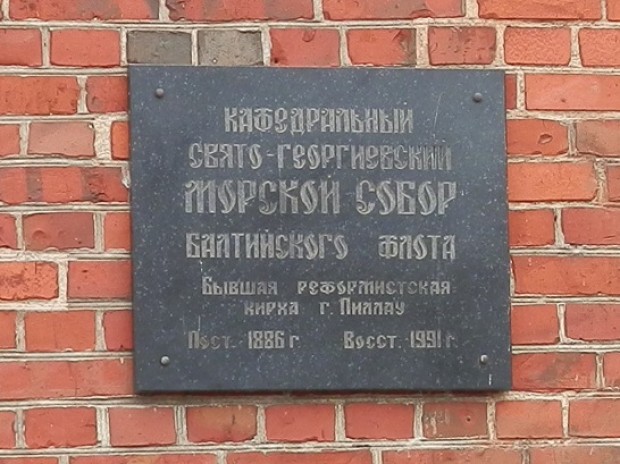 КАФЕДРАЛЬНЫЙ
СВЯТО-ГЕОРГИЕВСКИЙ
МОРСКОЙ СОБОР
БАЛТИЙСКОГО ФЛОТА
Бывшая реформистская
кирха г. Пиллау
Пост. 1886 г. Восст. 1991 г.